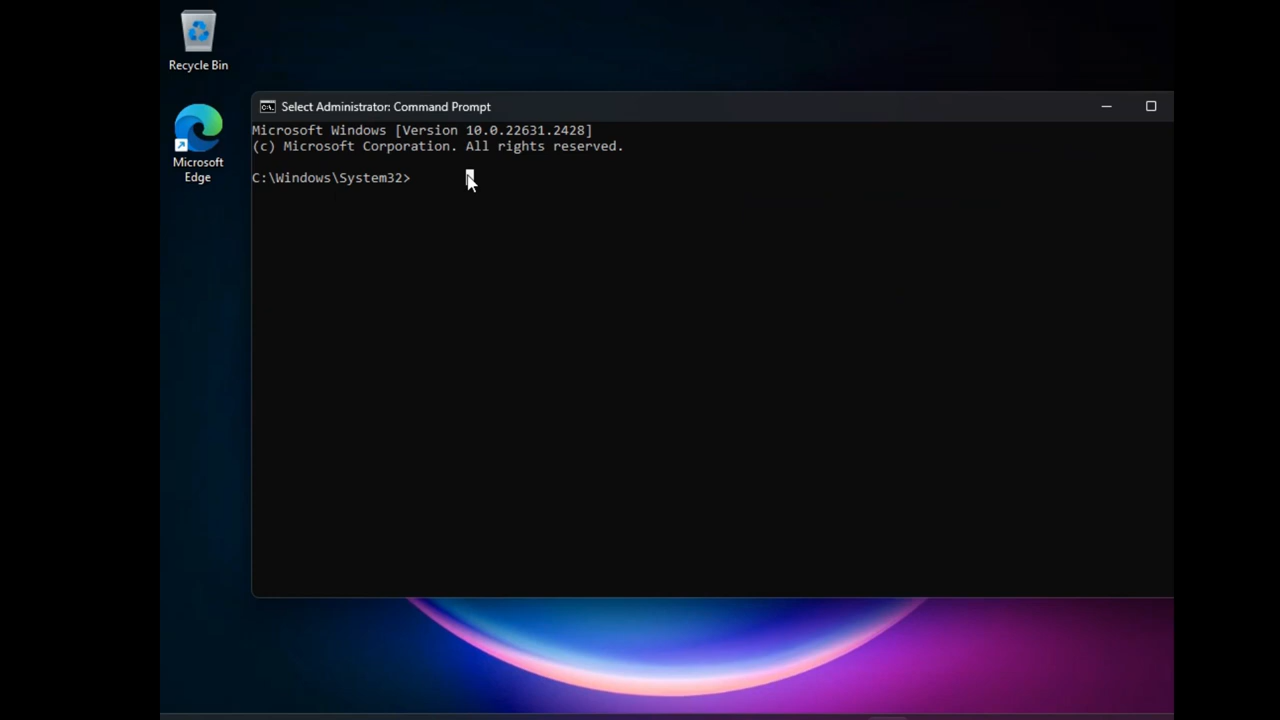 Recycle Bin
Microsoft
Edge
Select Administrator: Command Prompt
Microsoft Windows [Version 10.0.22631.2428]
(c) Microsoft Corporation. All rights reserved.
C:\Windows\System32>